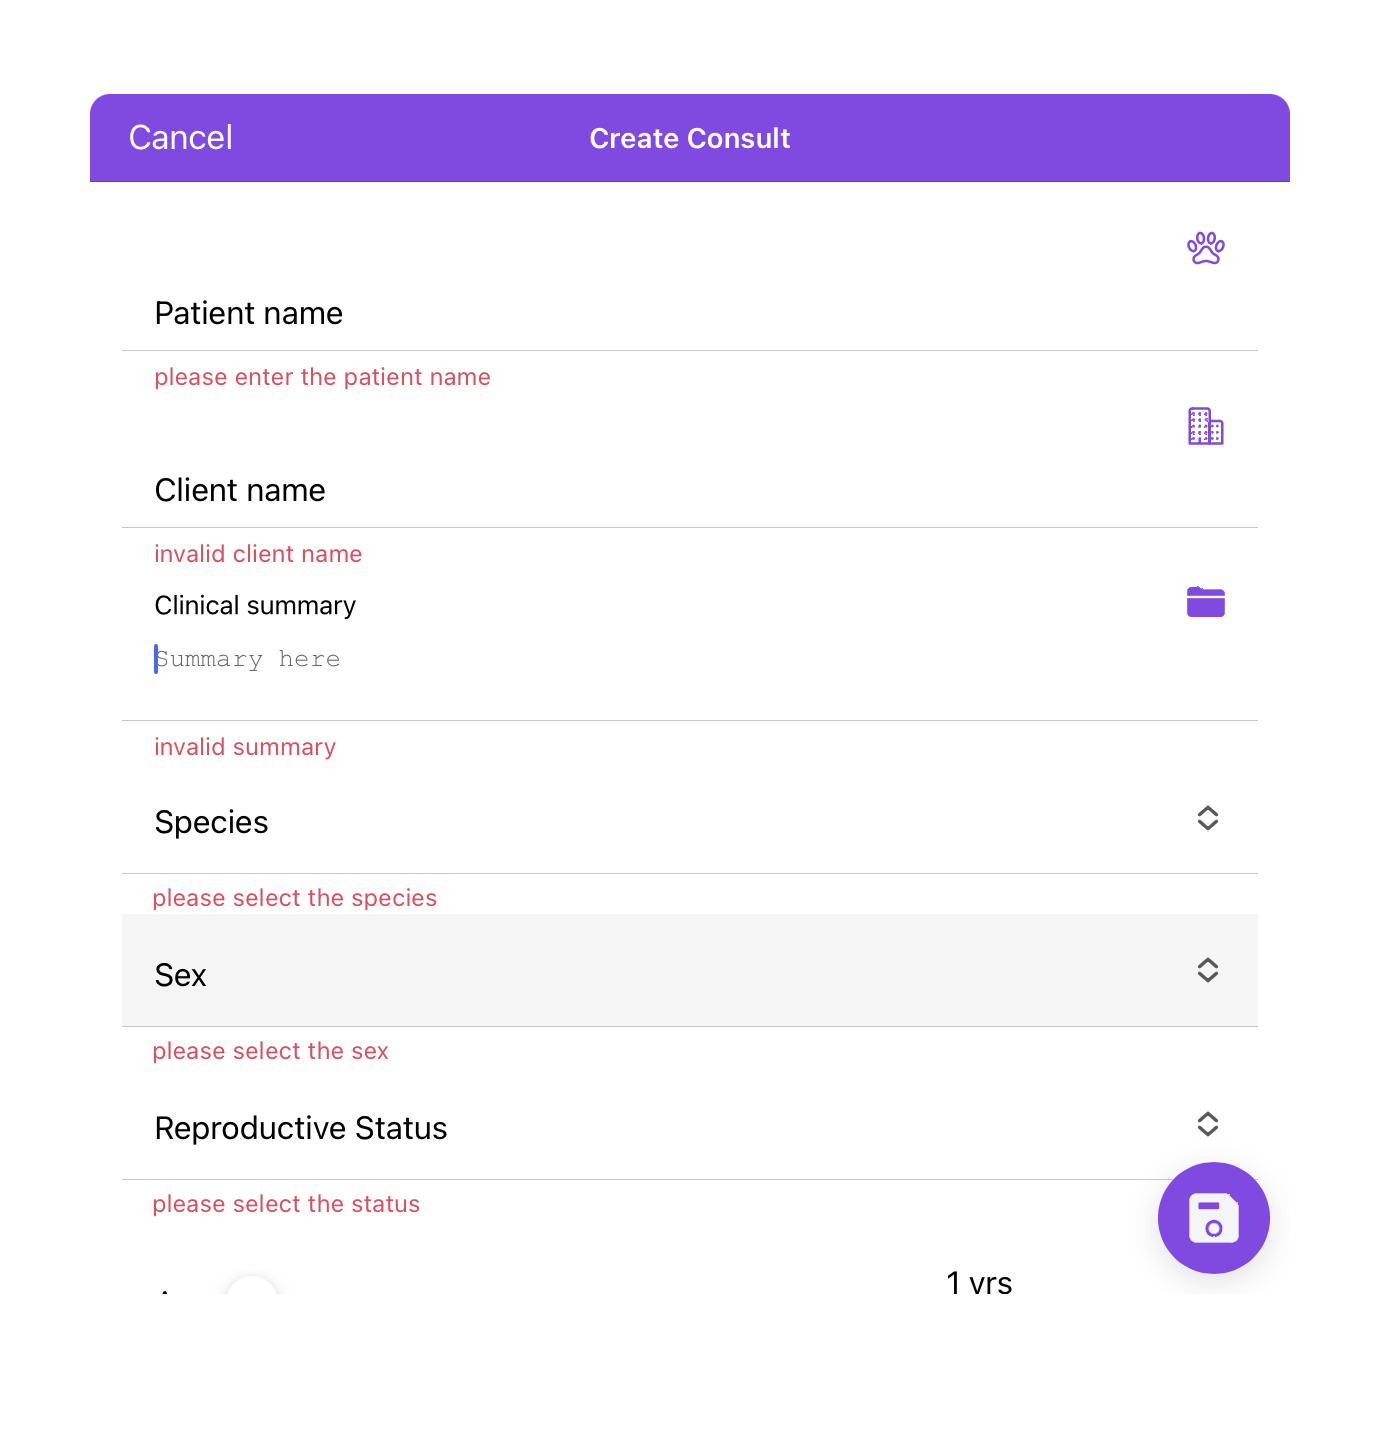 Cancel
Create Consult
Patient name
please enter the patient name
Client name
invalid client name
Clinical summary
Summary here
invalid summary
Species
please select the species
Sex
please select the sex
Reproductive Status
please select the status
1 yrs